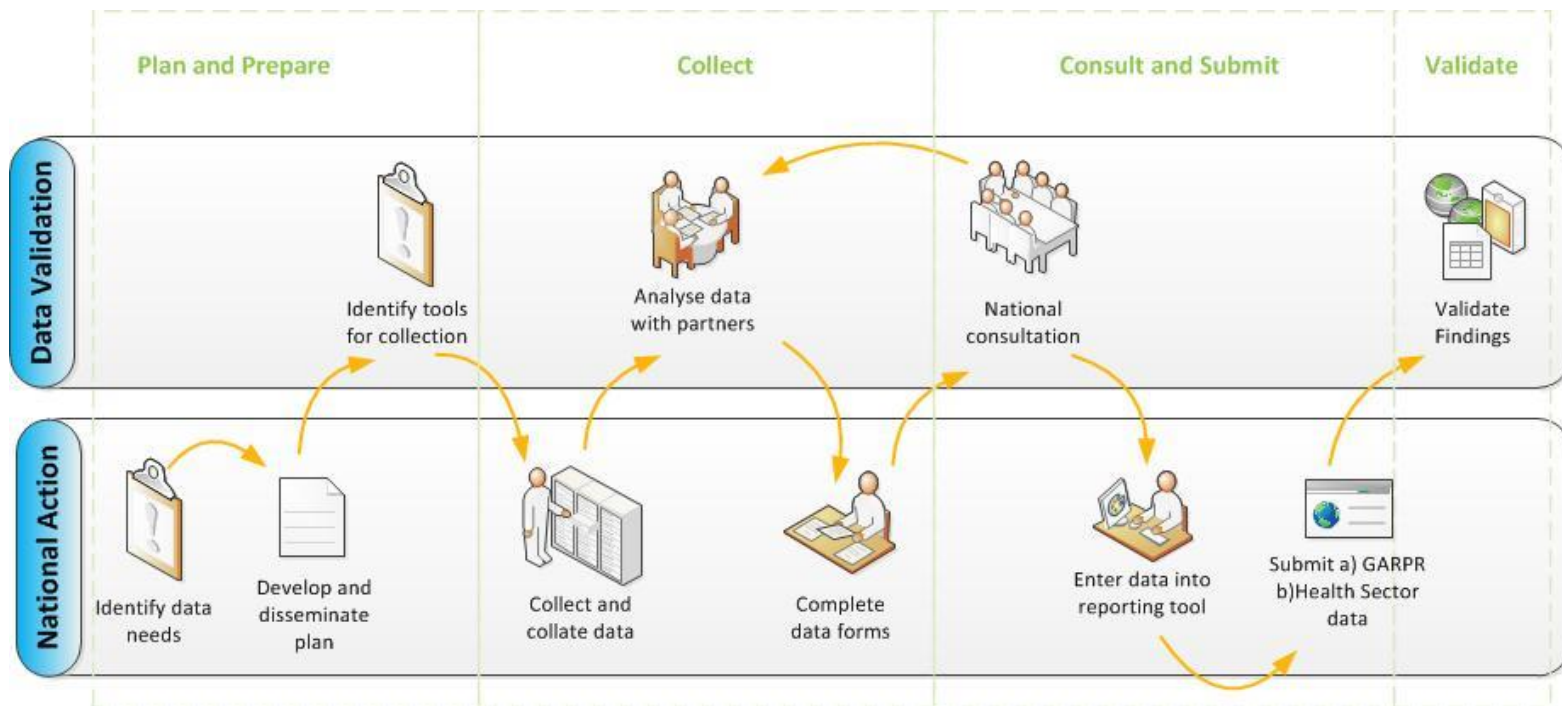 Plan and Prepare
Collect
Consult and Submit
Validate
Data Validation
Identify tools
for collection
Analyse data
with partners
National
consultation
Validate
Findings
National Action
Identify data
needs
Develop and
disseminate
plan
Collect and
collate data
Complete
data forms
Enter data into
reporting tool
Submit a) GARPR
b)Health Sector
data